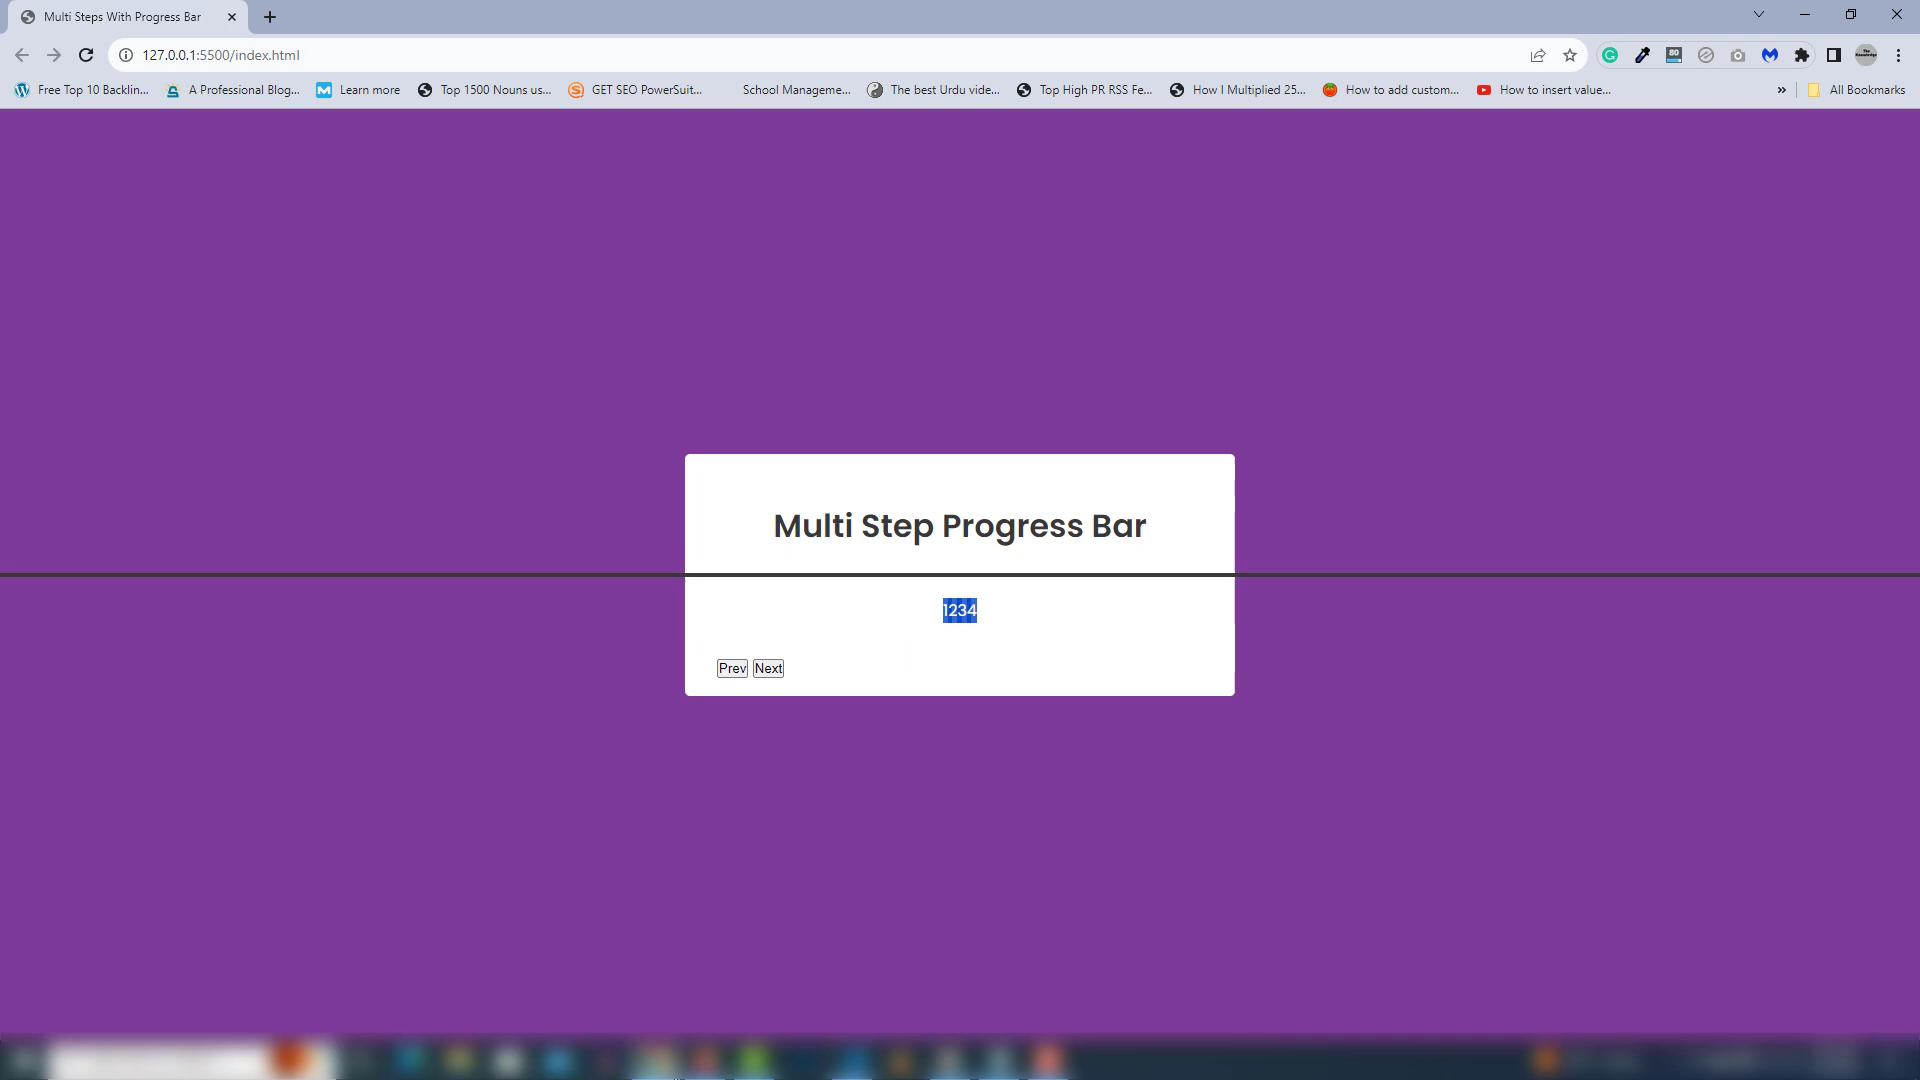 Multi Steps With Progress Bar
127.0.0.1:5500/index.html
80
Free Top 10 Backlin... A Professional Blog... Learn more Top 1500 Nouns us... GET SEO PowerSuit... School Manageme... The best Urdu vide... Top High PR RSS Fe... How I Multiplied 25... How to add custom... How to insert value... » All Bookmarks
Multi Step Progress Bar
1234
Prev Next